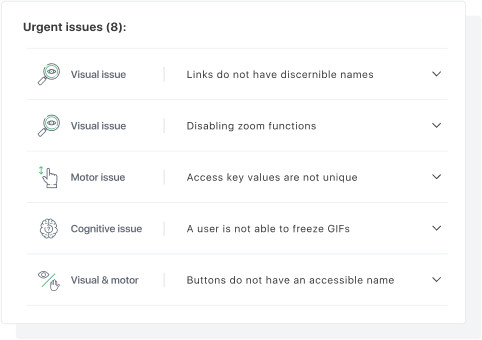 Urgent issues (8):
Visual issue Links do not have discernible names
Visual issue Disabling zoom functions
Motor issue Access key values are not unique
Cognitive issue A user is not able to freeze GIFs
Visual & motor Buttons do not have an accessible name